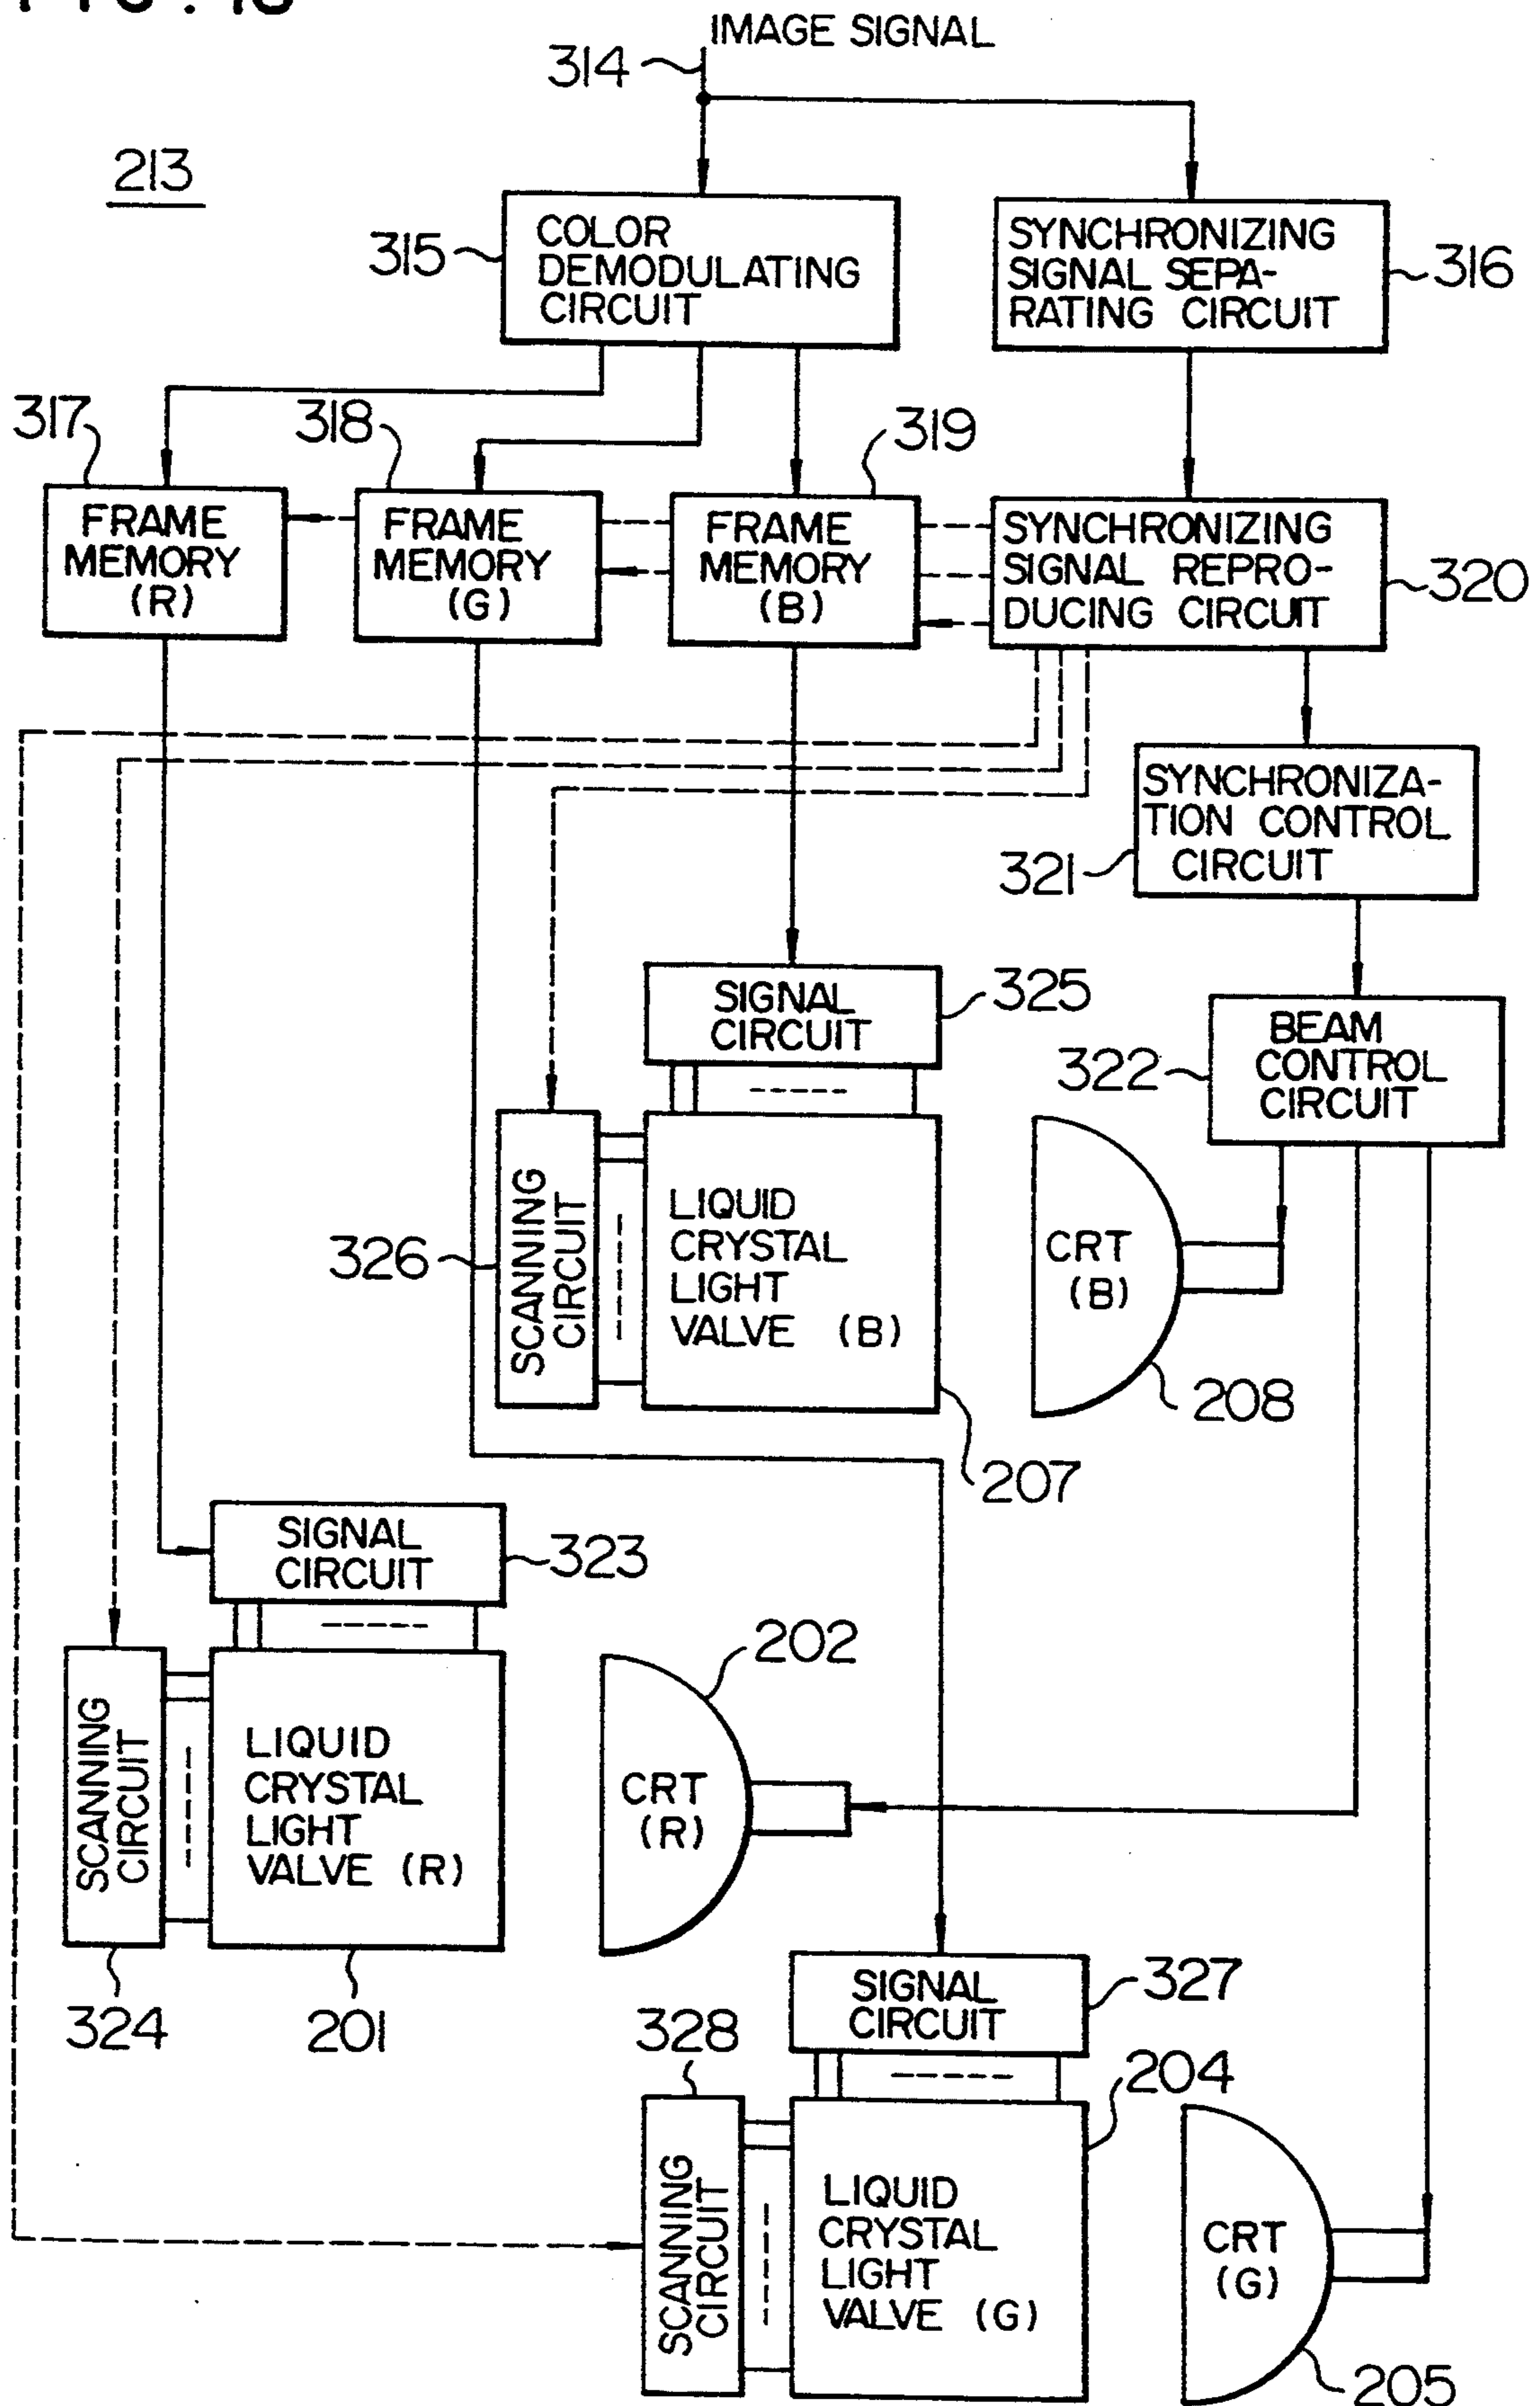 IMAGE SIGNAL
314
213
315
COLOR
DEMODULATING
CIRCUIT
SYNCHRONIZING
SIGNAL SEPA-
RATING CIRCUIT
316
317
318
319
FRAME
MEMORY
(R)
FRAME
MEMORY
(G)
FRAME
MEMORY
(B)
SYNCHRONIZING
SIGNAL REPRO-
DUCING CIRCUIT
320
SYNCHRONIZA-
TION CONTROL
CIRCUIT
321
SIGNAL
CIRCUIT
325
BEAM
CONTROL
CIRCUIT
322
326
SCANNING
CIRCUIT
LIQUID
CRYSTAL
LIGHT
VALVE (B)
CRT
(B)
208
207
SIGNAL
CIRCUIT
323
202
SCANNING
CIRCUIT
LIQUID
CRYSTAL
LIGHT
VALVE (R)
CRT
(R)
324
201
SIGNAL
CIRCUIT
327
328
204
SCANNING
CIRCUIT
LIQUID
CRYSTAL
LIGHT
VALVE (G)
CRT
(G)
205